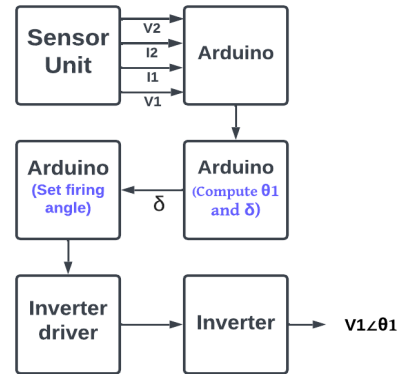 Sensor
Unit
V2
I2
I1
V1
Arduino
Arduino
(Set firing
angle)
δ
Arduino
(Compute θ1
and δ)
Inverter
driver
Inverter
V1∠θ1